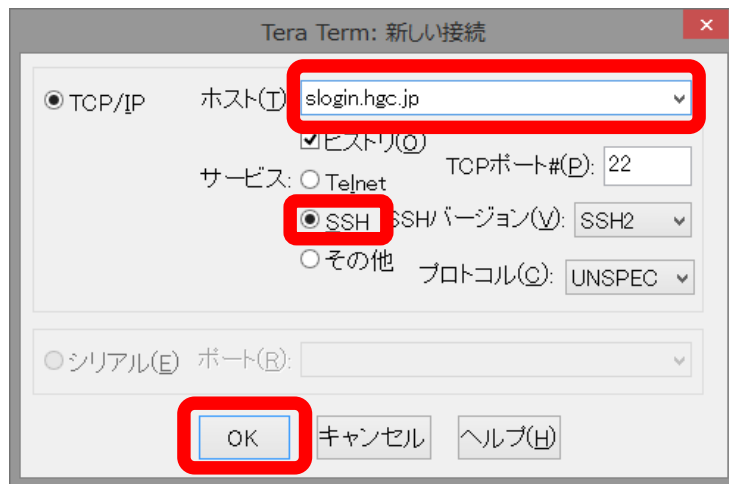 Tera Term: 新しい接続
×
TCP/IP ホスト(T) slogin.hgc.jp
ヒストリ(O)
サービス: Telnet TCPポート#(P): 22
SSH SSHバージョン(V): SSH2
その他 プロトコル(C): UNSPEC
シリアル(E) ポート(R):
OK キャンセル ヘルプ(H)